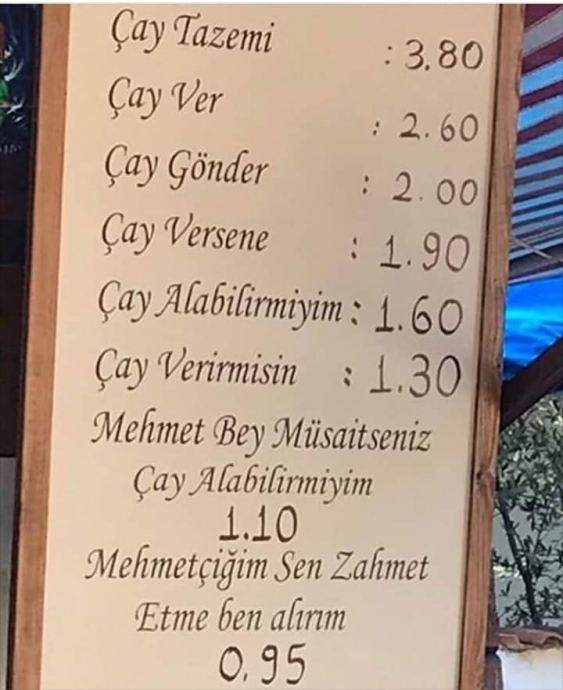 Çay Tazemi : 3.80
Çay Ver : 2.60
Çay Gönder : 2.00
Çay Versene : 1.90
Çay Alabilirmiyim : 1.60
Çay Verirmisin : 1.30
Mehmet Bey Müsaitseniz
Çay Alabilirmiyim
1.10
Mehmetçiğim Sen Zahmet
Etme ben alırım
0.95